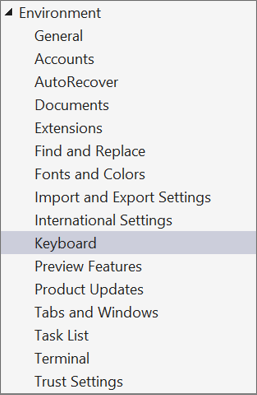 Environment
General
Accounts
AutoRecover
Documents
Extensions
Find and Replace
Fonts and Colors
Import and Export Settings
International Settings
Keyboard
Preview Features
Product Updates
Tabs and Windows
Task List
Terminal
Trust Settings